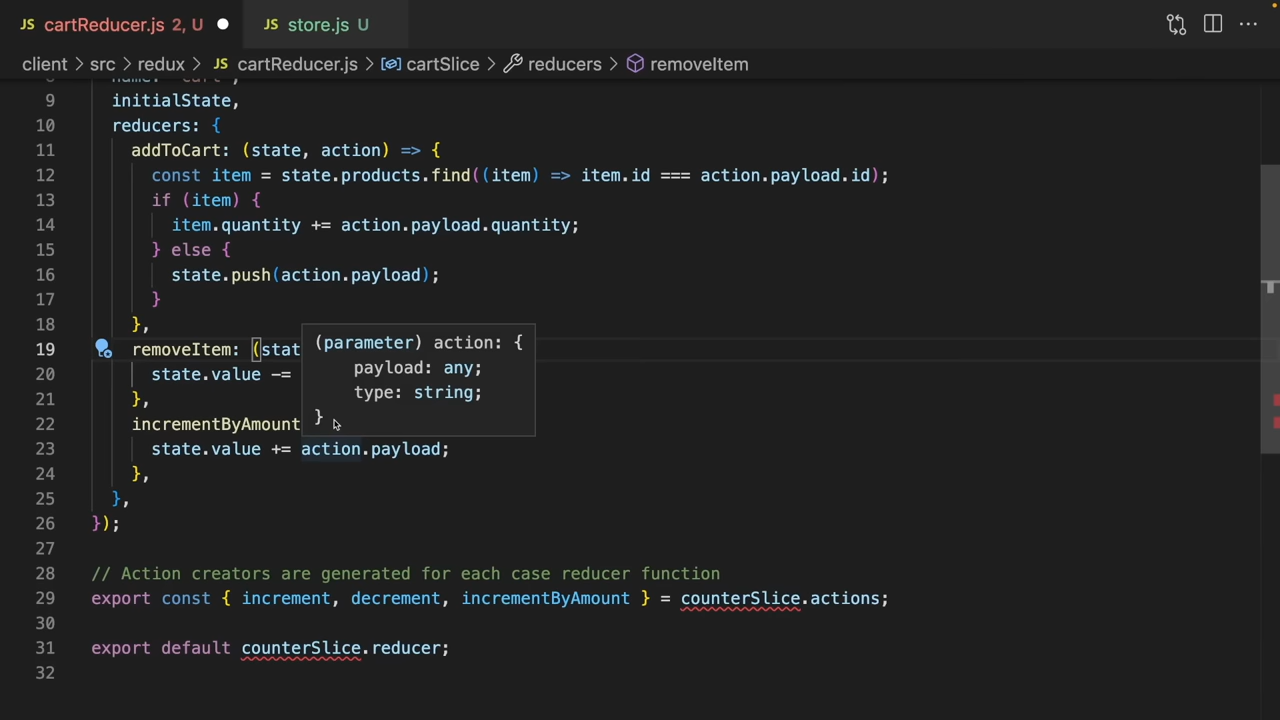 JS cartReducer.js 2, U JS store.js U
client > src > redux > JS cartReducer.js > cartSlice > reducers > removeItem
9 initialState,
10 reducers: {
11 addToCart: (state, action) => {
12 const item = state.products.find((item) => item.id === action.payload.id);
13 if (item) {
14 item.quantity += action.payload.quantity;
15 } else {
16 state.push(action.payload);
17 }
18 },
19 removeItem: (stat
(parameter) action: {
payload: any;
type: string;
}
20 state.value -=
21 },
22 incrementByAmount
23 state.value += action.payload;
24 },
25 },
26 });
27
28 // Action creators are generated for each case reducer function
29 export const { increment, decrement, incrementByAmount } = counterSlice.actions;
30
31 export default counterSlice.reducer;
32